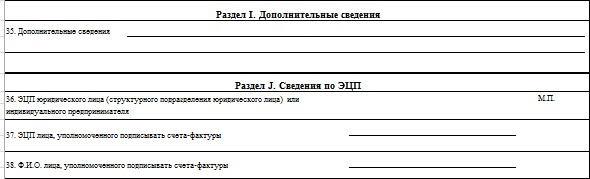 Раздел I. Дополнительные сведения
35. Дополнительные сведения
Раздел J. Сведения по ЭЦП
36. ЭЦП юридического лица (структурного подразделения юридического лица) или М.П.
индивидуального предпринимателя
37. ЭЦП лица, уполномоченного подписывать счета-фактуры
38. Ф.И.О. лица, уполномоченного подписывать счета-фактуры